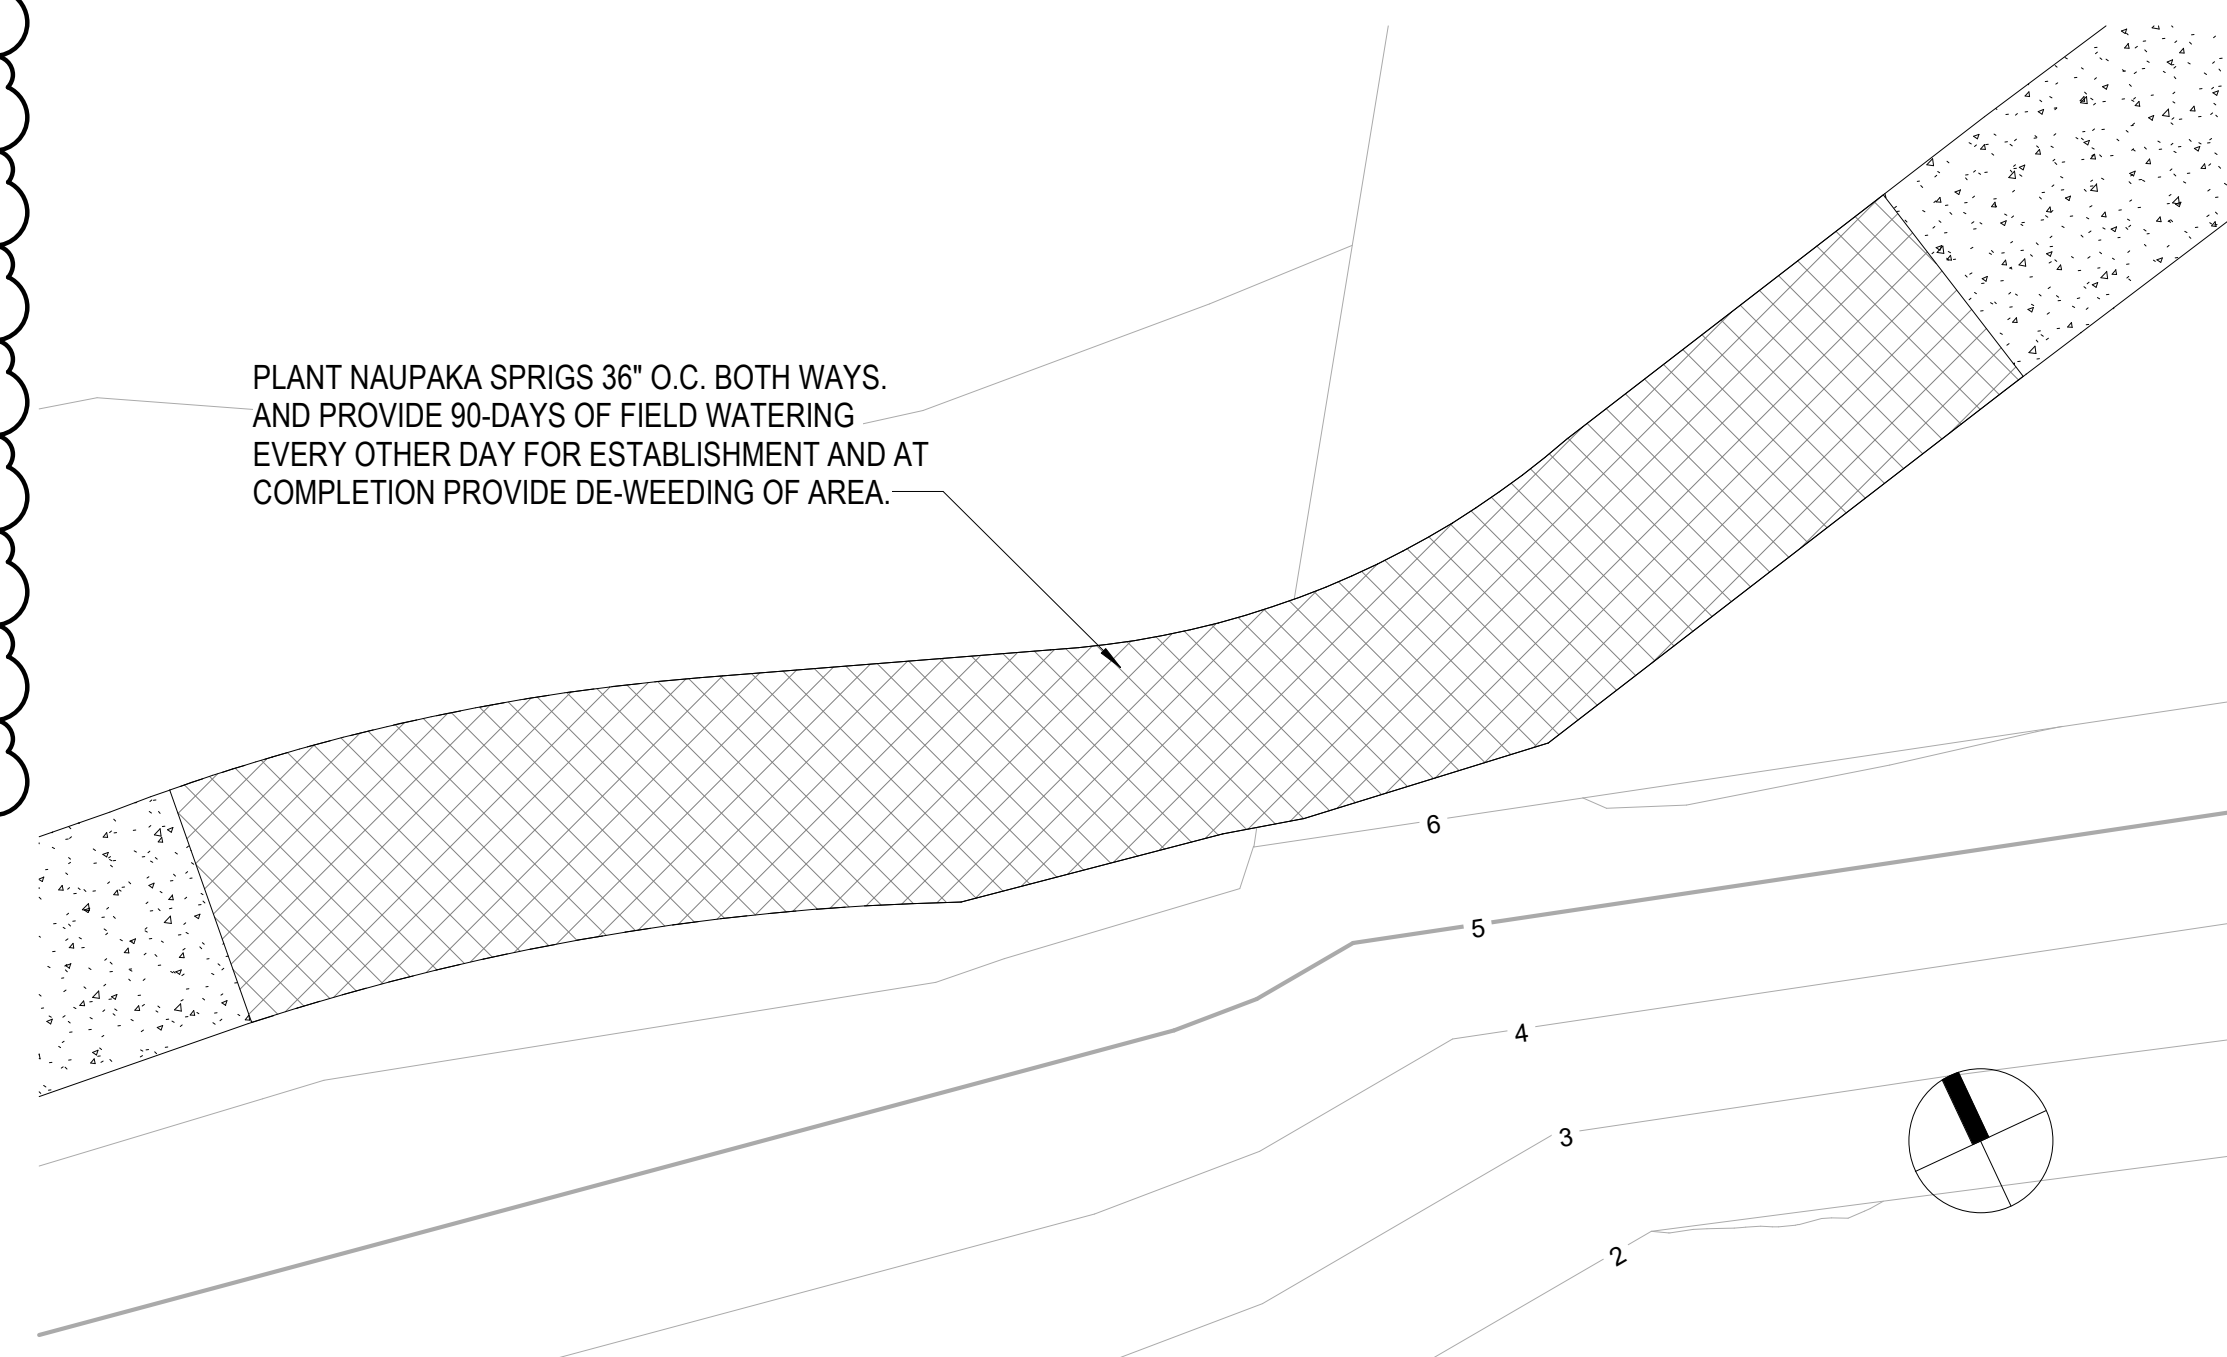 PLANT NAUPAKA SPRIGS 36" O.C. BOTH WAYS.
AND PROVIDE 90-DAYS OF FIELD WATERING
EVERY OTHER DAY FOR ESTABLISHMENT AND AT
COMPLETION PROVIDE DE-WEEDING OF AREA.
6
5
4
3
2